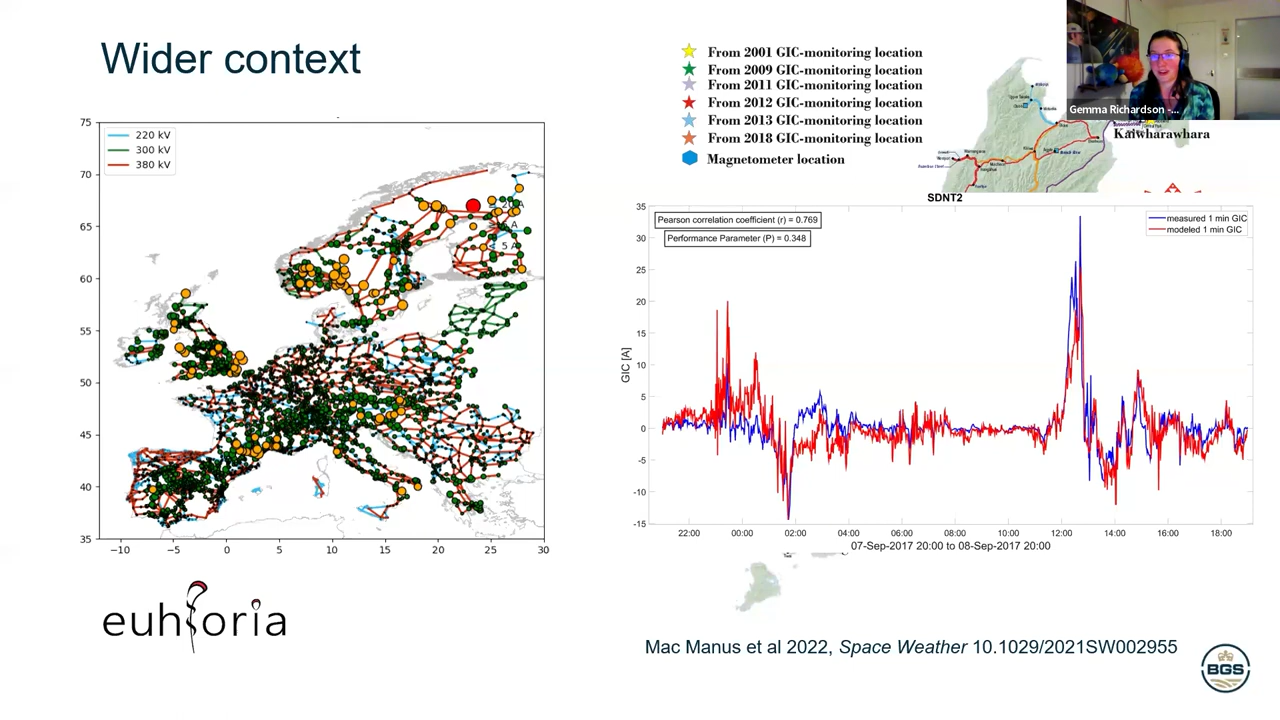 Wider context
75
70
65
60
55
50
45
40
35
−10
−5
0
5
10
15
20
25
30
220 kV
300 kV
380 kV
5 A
euhforia
From 2001 GIC-monitoring location
From 2009 GIC-monitoring location
From 2011 GIC-monitoring location
From 2012 GIC-monitoring location
From 2013 GIC-monitoring location
From 2018 GIC-monitoring location
Magnetometer location
Gemma Richardson -...
Kaiwharawhara
SDNT2
Pearson correlation coefficient (r) = 0.769
Performance Parameter (P) = 0.348
measured 1 min GIC
modeled 1 min GIC
GIC [A]
35
30
25
20
15
10
5
0
-5
-10
-15
22:00
00:00
02:00
04:00
06:00
08:00
10:00
12:00
14:00
16:00
18:00
07-Sep-2017 20:00 to 08-Sep-2017 20:00
Mac Manus et al 2022, Space Weather 10.1029/2021SW002955
BGS